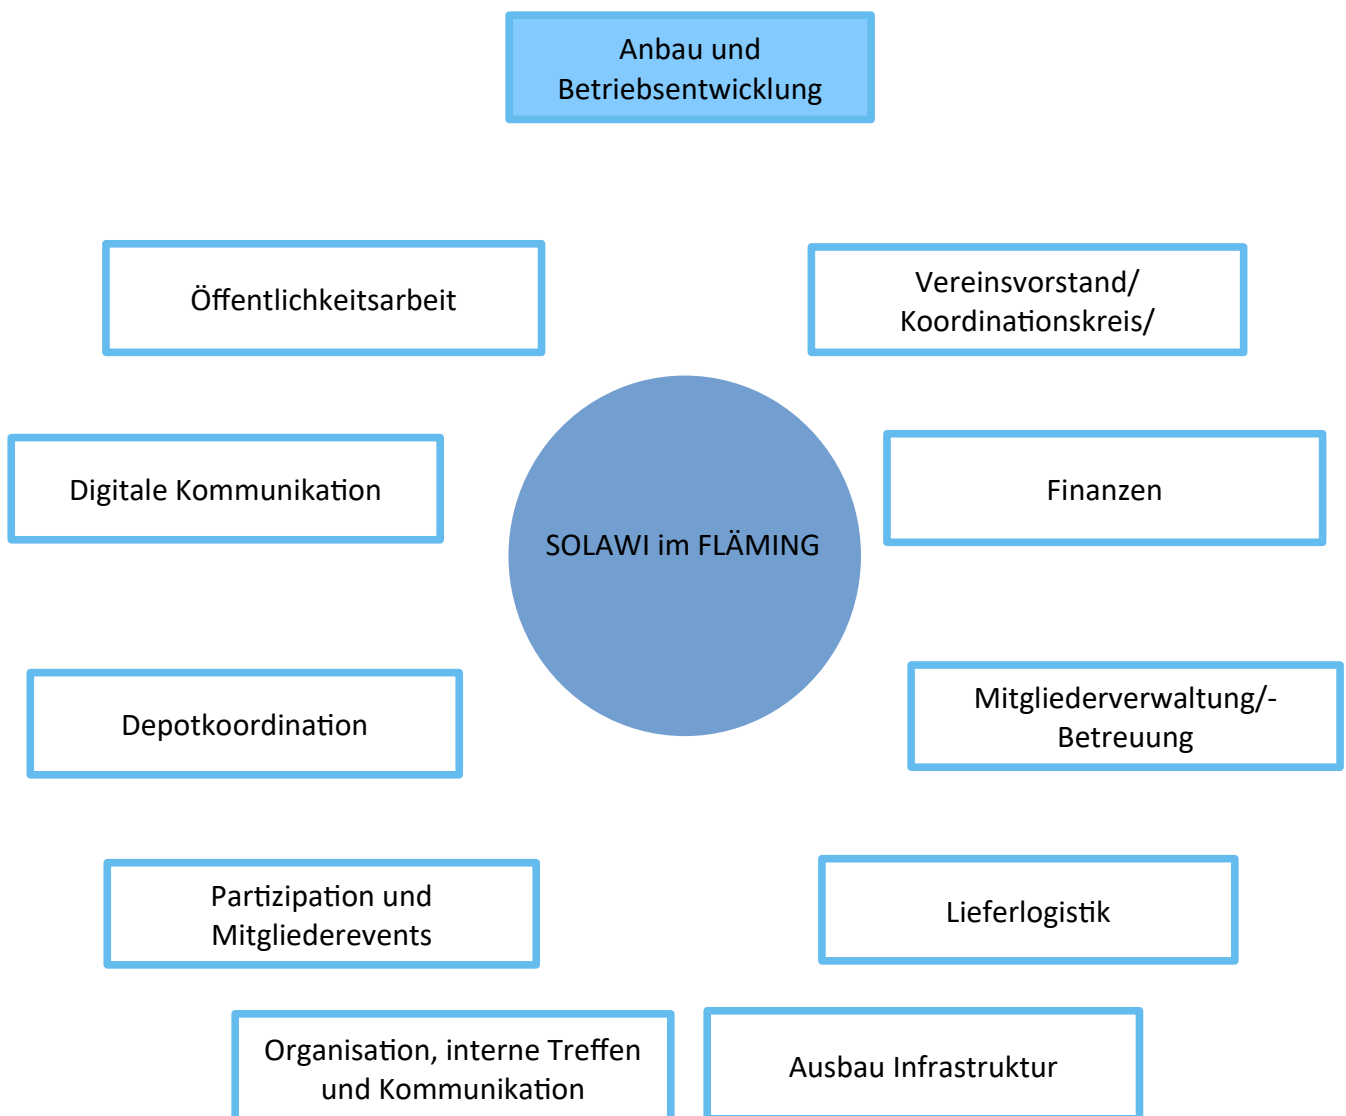 Anbau und
Betriebsentwicklung
Öffentlichkeitsarbeit
Vereinsvorstand/
Koordinationskreis/
Digitale Kommunikation
Finanzen
SOLAWI im FLÄMING
Depotkoordination
Mitgliederverwaltung/-
Betreuung
Partizipation und
Mitgliederevents
Lieferlogistik
Organisation, interne Treffen
und Kommunikation
Ausbau Infrastruktur